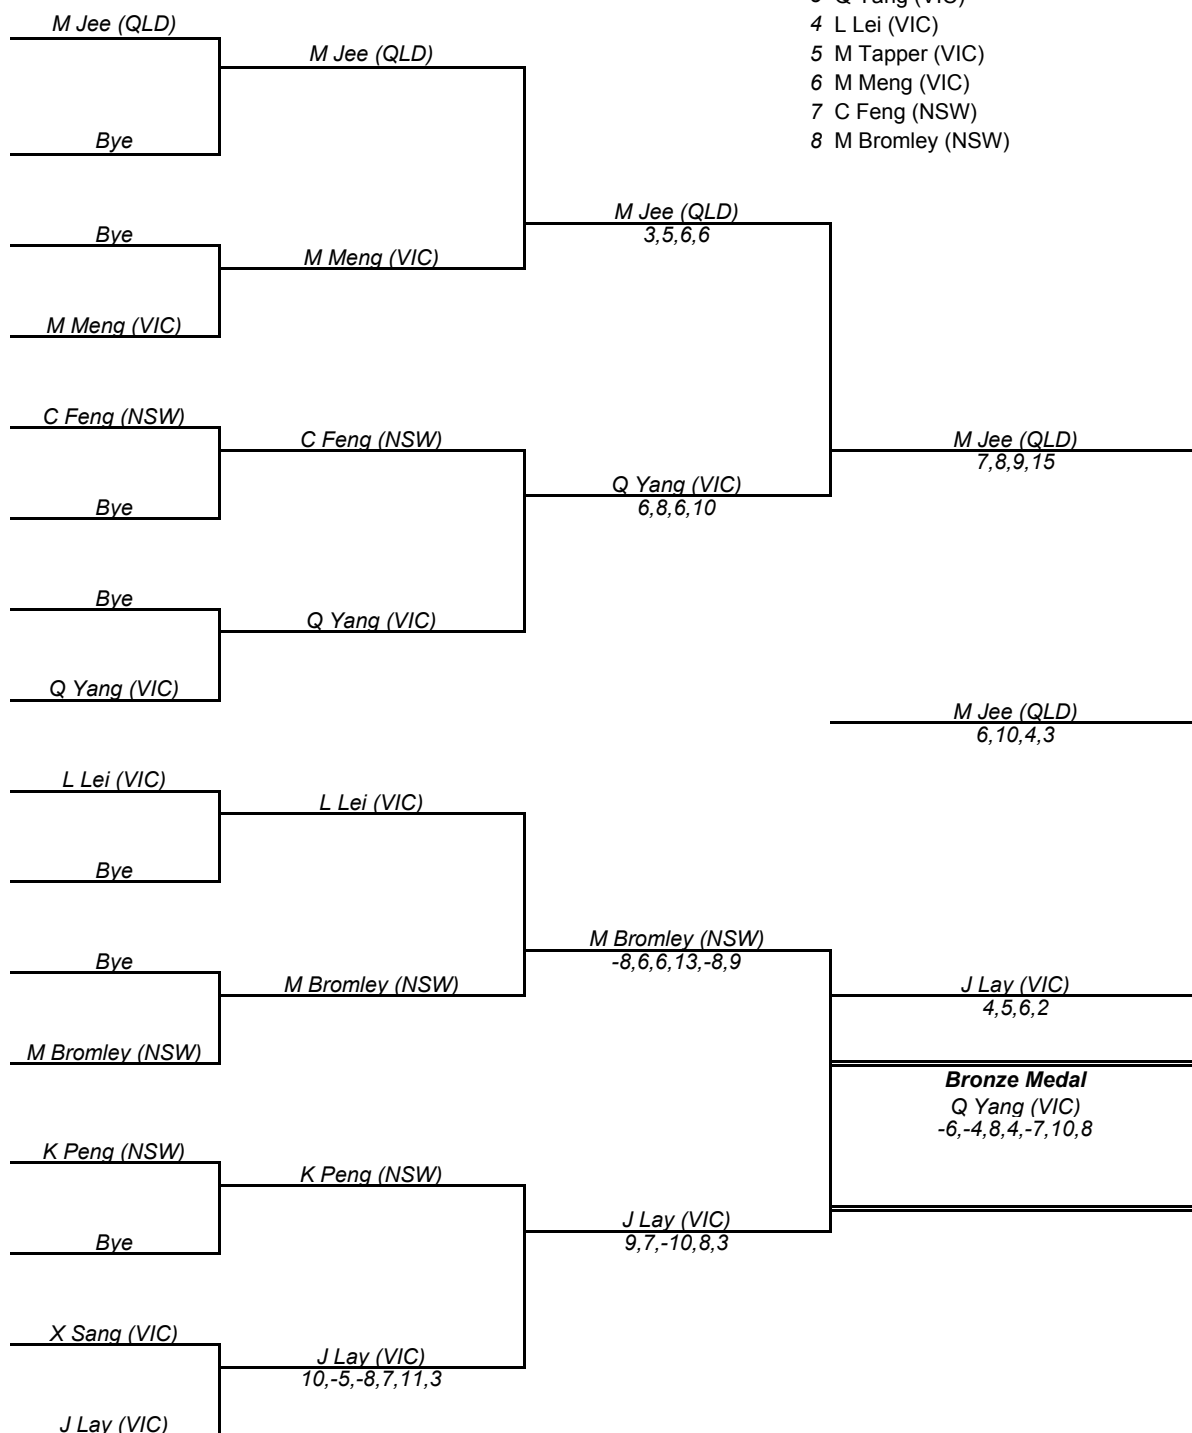 3 Q Yang (VIC)
M Jee (QLD)
4 L Lei (VIC)
M Jee (QLD)
5 M Tapper (VIC)
6 M Meng (VIC)
7 C Feng (NSW)
Bye
8 M Bromley (NSW)
M Jee (QLD)
3,5,6,6
Bye
M Meng (VIC)
M Meng (VIC)
C Feng (NSW)
C Feng (NSW)
M Jee (QLD)
7,8,9,15
Q Yang (VIC)
6,8,6,10
Bye
Bye
Q Yang (VIC)
Q Yang (VIC)
M Jee (QLD)
6,10,4,3
L Lei (VIC)
L Lei (VIC)
Bye
M Bromley (NSW)
-8,6,6,13,-8,9
Bye
M Bromley (NSW)
J Lay (VIC)
4,5,6,2
M Bromley (NSW)
Bronze Medal
Q Yang (VIC)
-6,-4,8,4,-7,10,8
K Peng (NSW)
K Peng (NSW)
J Lay (VIC)
9,7,-10,8,3
Bye
X Sang (VIC)
J Lay (VIC)
10,-5,-8,7,11,3
J Lay (VIC)